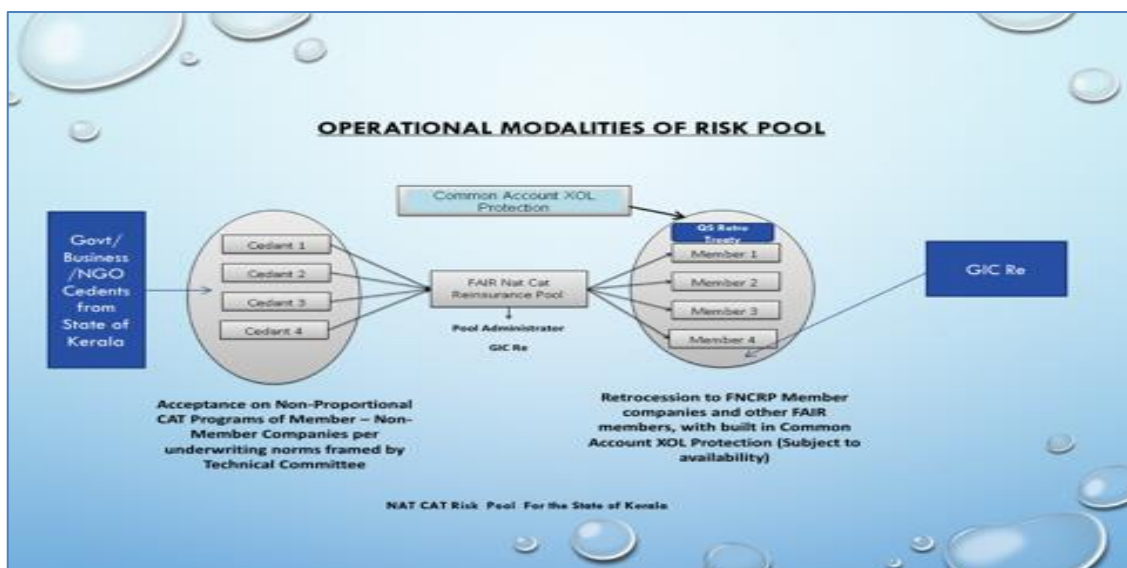 OPERATIONAL MODALITIES OF RISK POOL
Common Account XOL
Protection
Govt/
Business
/NGO
Cedents
from
State of
Kerala
Cedant 1
Cedant 2
Cedant 3
Cedant 4
FAIR Nat Cat
Reinsurance Pool
Pool Administrator
GIC Re
QS Retro
Treaty
Member 1
Member 2
Member 3
Member 4
GIC Re
Acceptance on Non-Proportional
CAT Programs of Member – Non-
Member Companies per
underwriting norms framed by
Technical Committee
Retrocession to FNCRP Member
companies and other FAIR
members, with built in Common
Account XOL Protection (Subject to
availability)
NAT CAT Risk Pool For the State of Kerala